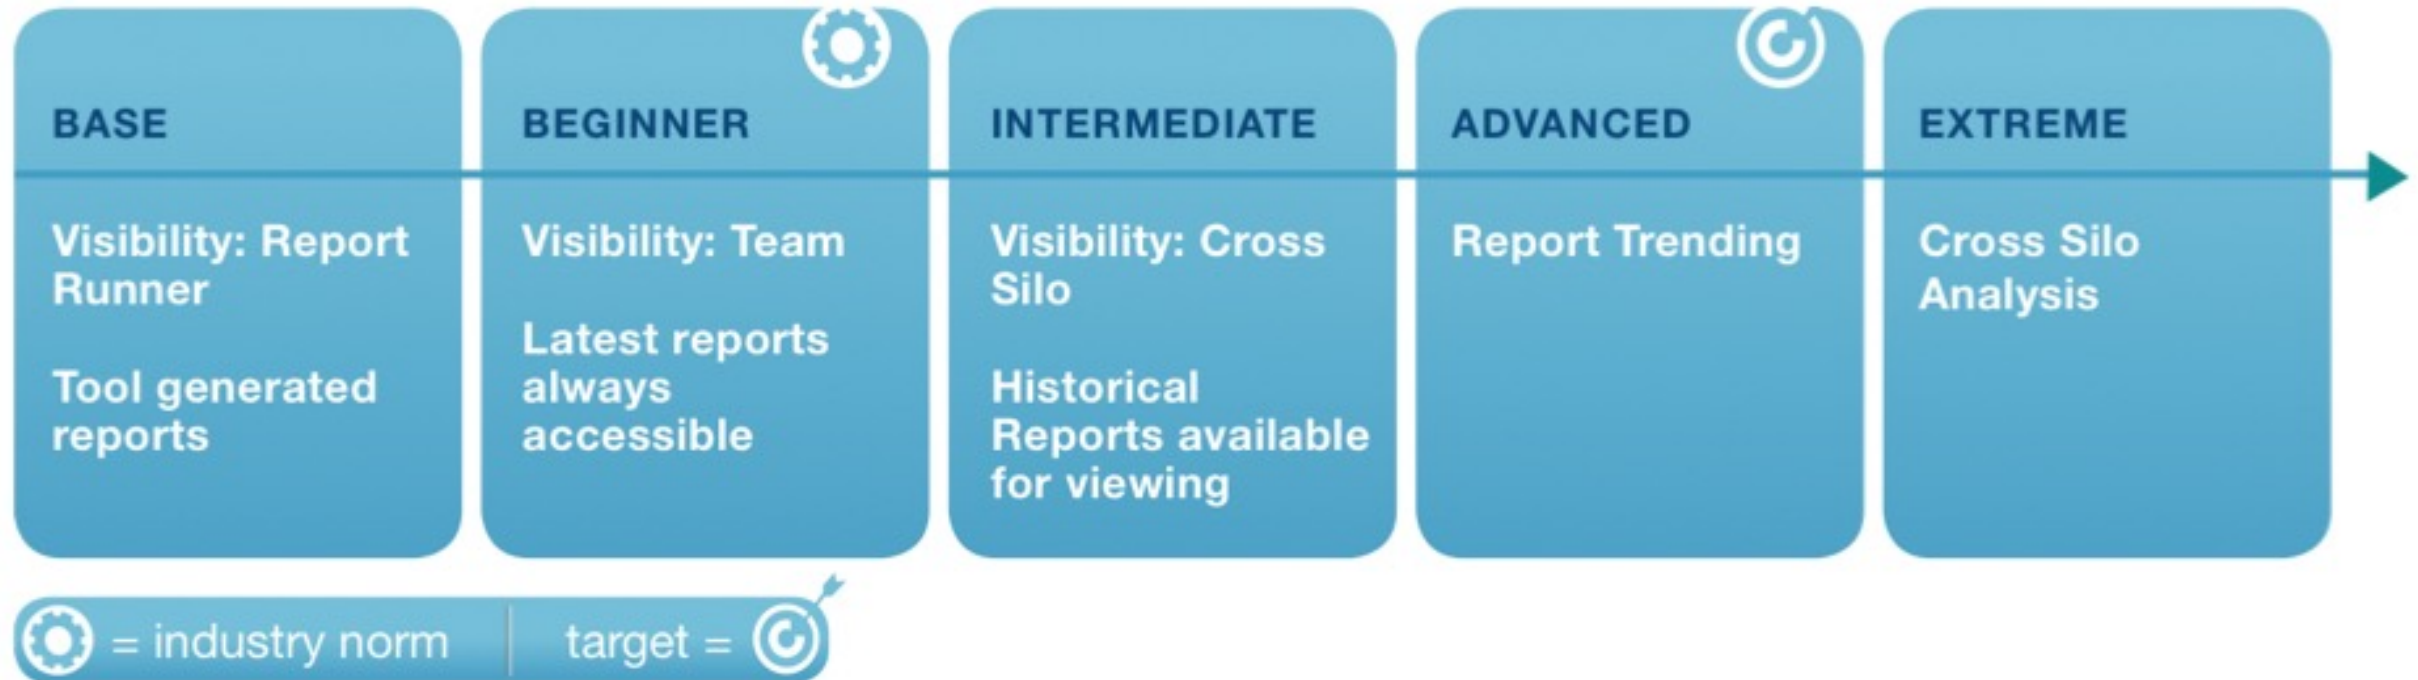 BASE
Visibility: Report
Runner
Tool generated
reports
BEGINNER
Visibility: Team
Latest reports
always
accessible
INTERMEDIATE
Visibility: Cross
Silo
Historical
Reports available
for viewing
ADVANCED
Report Trending
EXTREME
Cross Silo
Analysis
= industry norm
target =